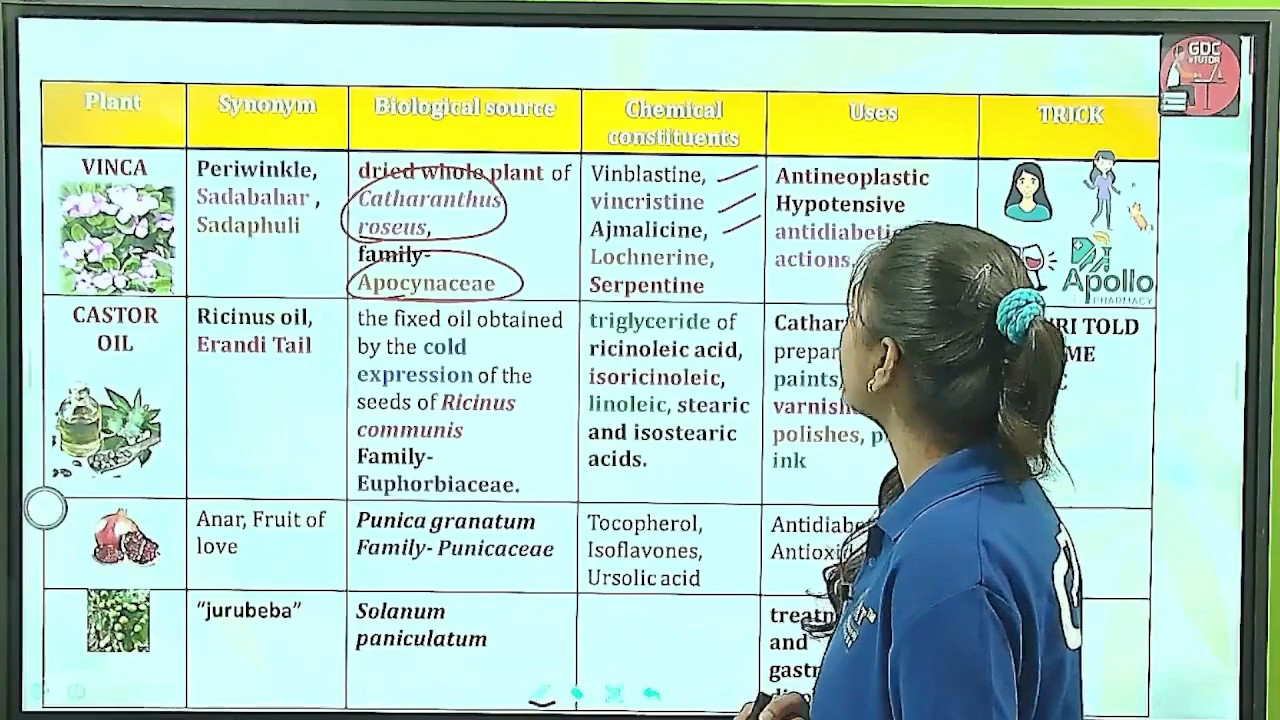 GDC
eTUTOR
Plant
Synonym
Biological source
Chemical
constituents
Uses
TRICK
VINCA
Periwinkle,
Sadabahar ,
Sadaphuli
dried whole plant of
Catharanthus
roseus,
family-
Apocynaceae
Vinblastine,
vincristine
Ajmalicine,
Lochnerine,
Serpentine
Antineoplastic
Hypotensive
antidiabetic
actions.
Apollo
PHARMACY
CASTOR
OIL
Ricinus oil,
Erandi Tail
the fixed oil obtained
by the cold
expression of the
seeds of Ricinus
communis
Family-
Euphorbiaceae.
triglyceride of
ricinoleic acid,
isoricinoleic,
linoleic, stearic
and isostearic
acids.
paints,
polishes,
ink
TOLD
ME
Anar, Fruit of
love
Punica granatum
Family- Punicaceae
Tocopherol,
Isoflavones,
Ursolic acid
"jurubeba"
Solanum
paniculatum
and